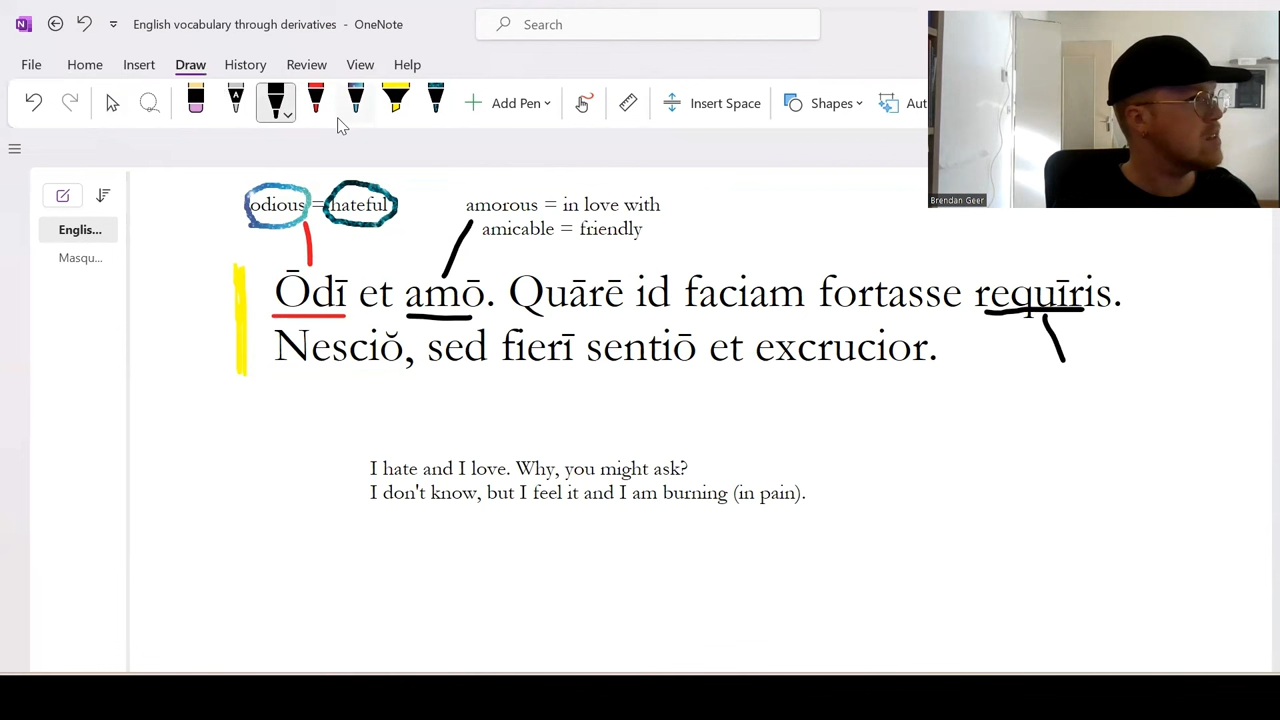 English vocabulary through derivatives - OneNote
Search
File Home Insert Draw History Review View Help
Add Pen Insert Space Shapes
Brendan Geer
Englis...
Masqu...
odious = hateful
amorous = in love with
amicable = friendly
Ōdī et amō. Quārē id faciam fortasse requīris.
Nesciŏ, sed fierī sentiō et excrucior.
I hate and I love. Why, you might ask?
I don't know, but I feel it and I am burning (in pain).